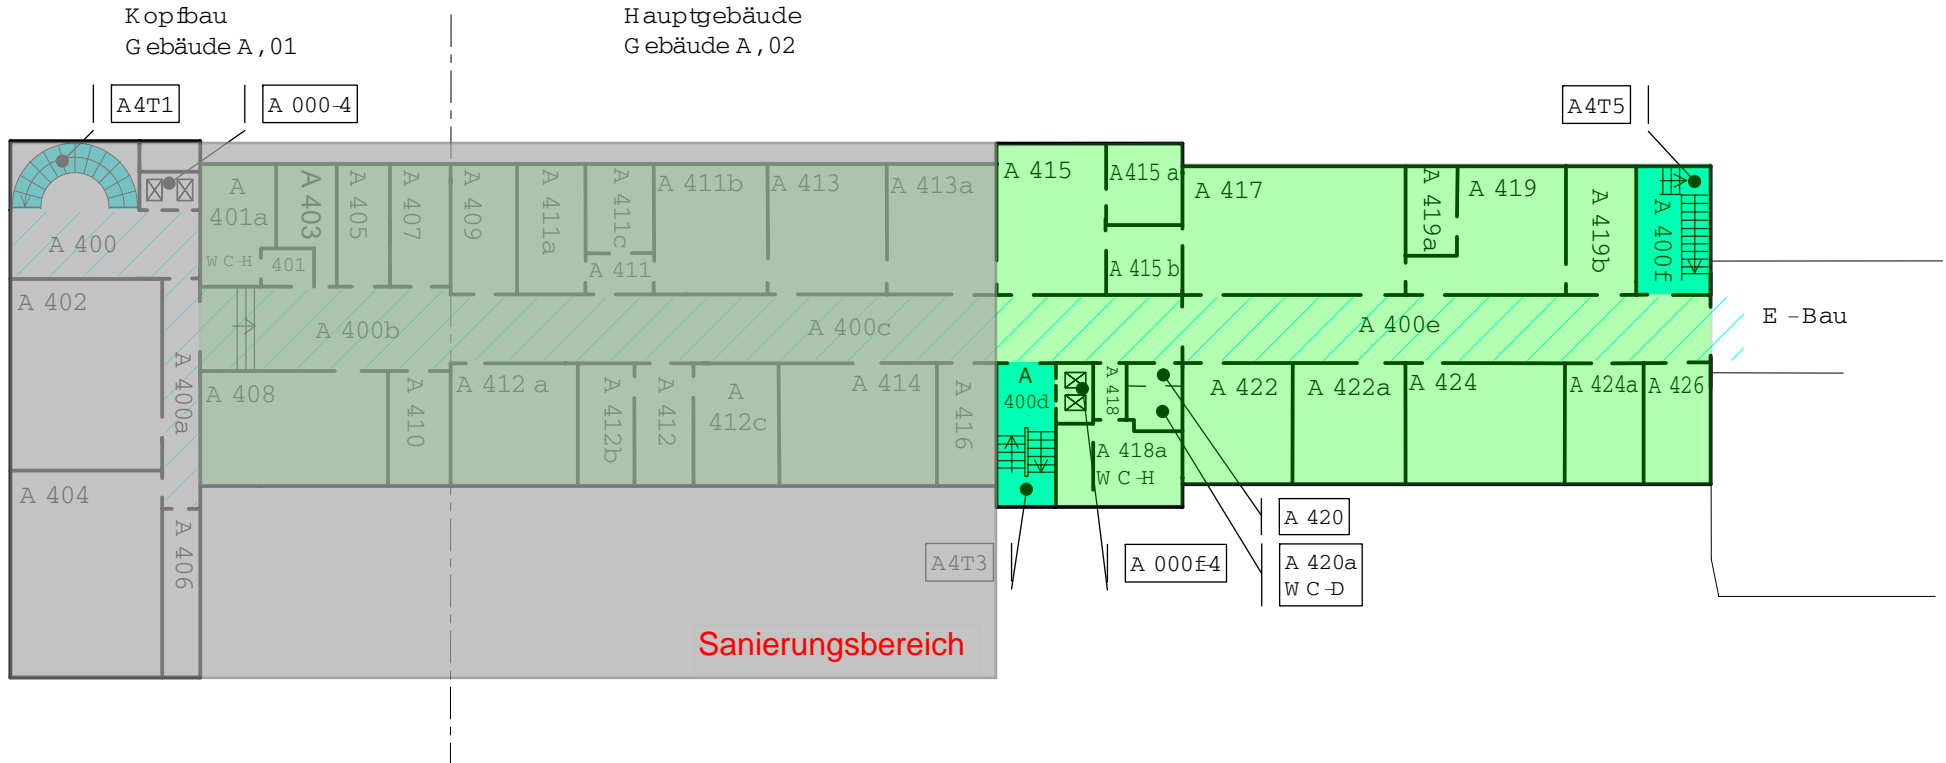 Kopfbau
Gebäude A, 01
Hauptgebäude
Gebäude A, 02
A4T1
A 000-4
A4T5
A
401a
WC-H
401
A 403
A 405
A 407
A 409
A 411a
A 411c
A 411
A 411b
A 413
A 413a
A 415
A415 a
A 415 b
A 417
A 419a
A 419
A 419b
A 400f
A 400
A 402
A 400a
A 404
A 406
A 400b
A 400c
A 400e
E -Bau
A 408
A 410
A 412 a
A 412b
A 412
A
412c
A 414
A 416
A
400d
A 418
A 418a
WC-H
A 422
A 422a
A 424
A 424a
A 426
A4T3
A 000f-4
A 420
A 420a
WC-D
Sanierungsbereich